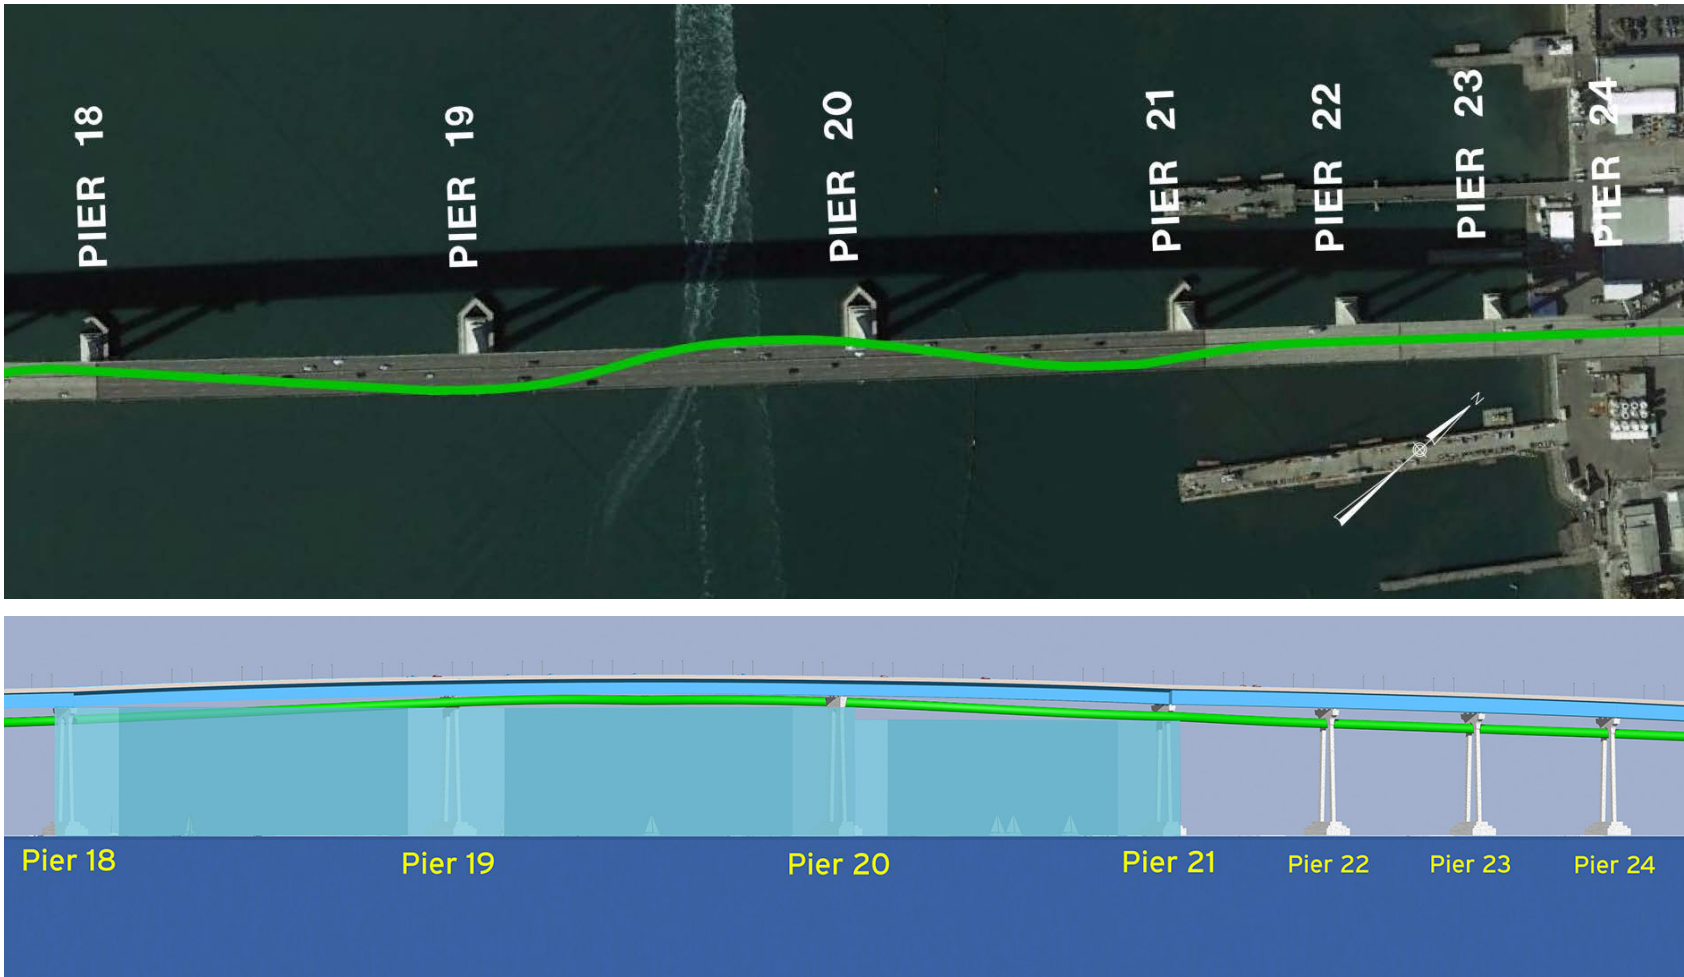 PIER 18
PIER 19
PIER 20
PIER 21
PIER 22
PIER 23
PIER 24
N
Pier 18
Pier 19
Pier 20
Pier 21
Pier 22
Pier 23
Pier 24